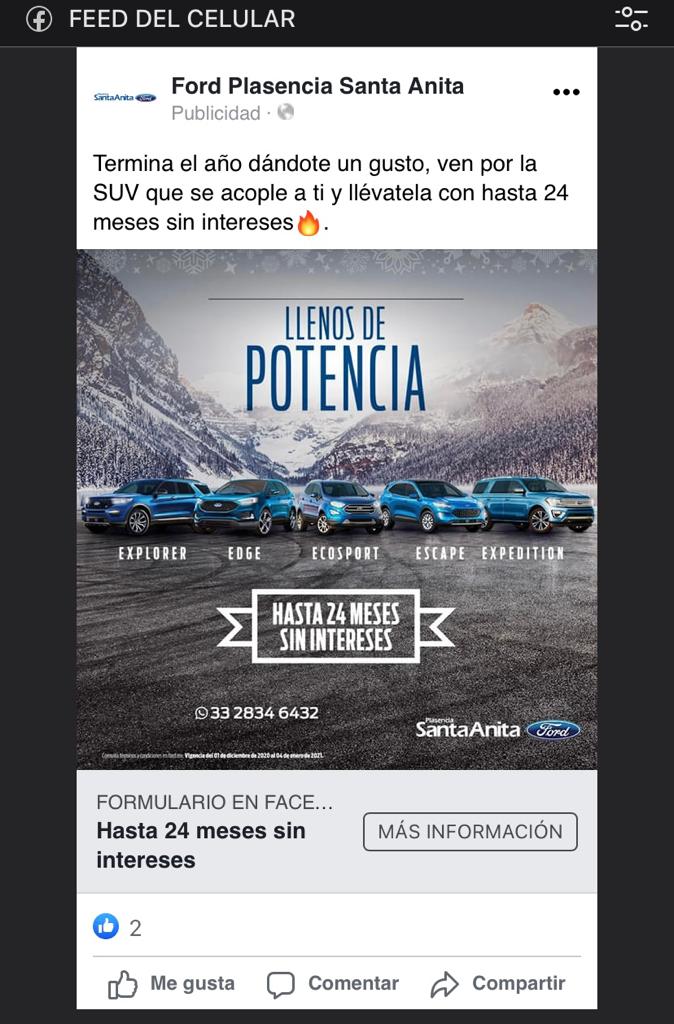 FEED DEL CELULAR
Ford Plasencia Santa Anita
Publicidad ·
Termina el año dándote un gusto, ven por la
SUV que se acople a ti y llévatela con hasta 24
meses sin intereses🔥.
LLENOS DE
POTENCIA
EXPLORER EDGE ECOSPORT ESCAPE EXPEDITION
HASTA 24 MESES
SIN INTERESES
33 2834 6432
Plasencia
SantaAnita Ford
Consulta términos y condiciones en ford.mx. Vigencia del 01 de diciembre de 2020 al 04 de enero de 2021.
FORMULARIO EN FACE...
Hasta 24 meses sin
intereses
MÁS INFORMACIÓN
2
Me gusta Comentar Compartir